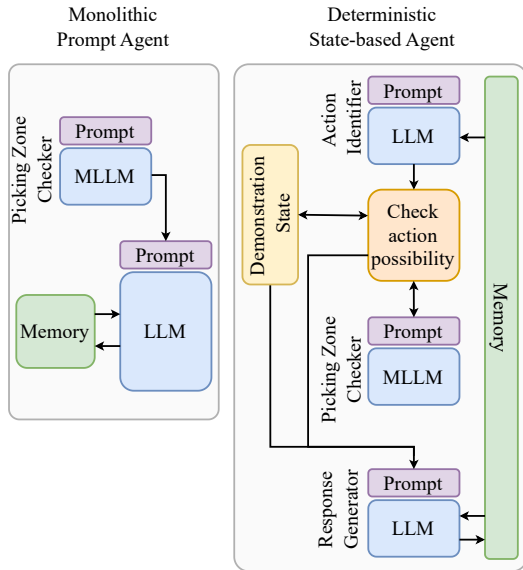 Monolithic
Prompt Agent
Picking Zone
Checker
Prompt
MLLM
Prompt
LLM
Memory
Deterministic
State-based Agent
Action
Identifier
Prompt
LLM
Demonstration
State
Check
action
possibility
Memory
Picking Zone
Checker
Prompt
MLLM
Response
Generator
Prompt
LLM